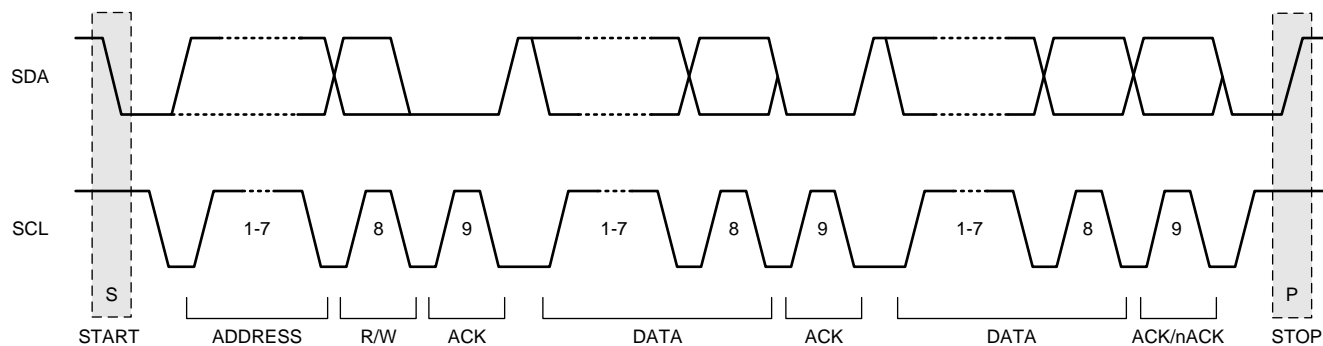 SDA
SCL
1-7 8 9 1-7 8 9 1-7 8 9
S P
START ADDRESS R/W ACK DATA ACK DATA ACK/nACK STOP